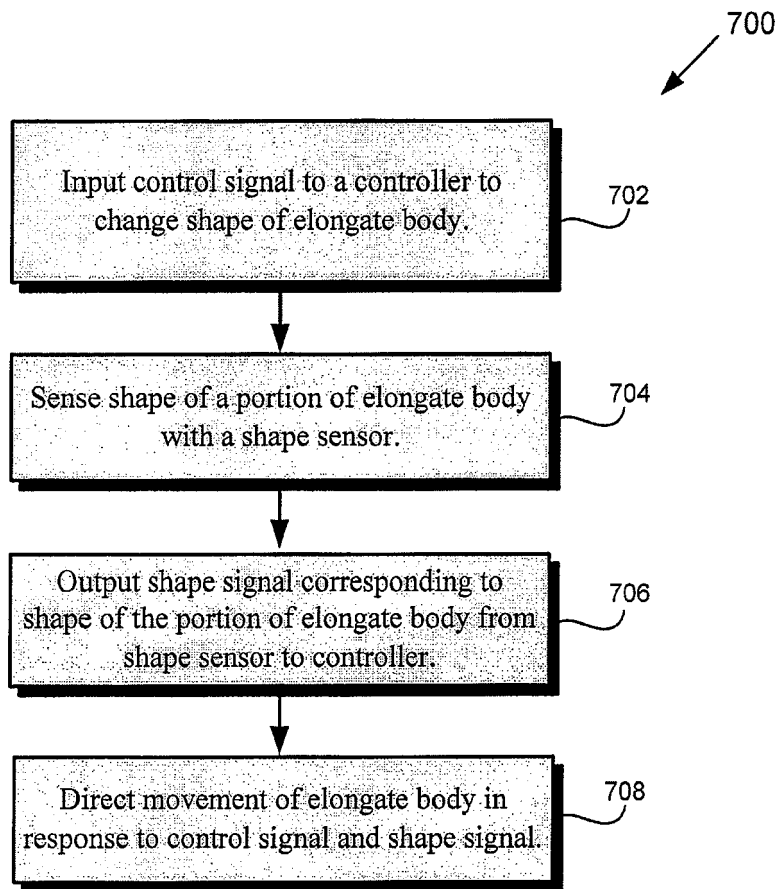 700
Input control signal to a controller to
change shape of elongate body.
702
Sense shape of a portion of elongate body
with a shape sensor.
704
Output shape signal corresponding to
shape of the portion of elongate body from
shape sensor to controller.
706
Direct movement of elongate body in
response to control signal and shape signal.
708